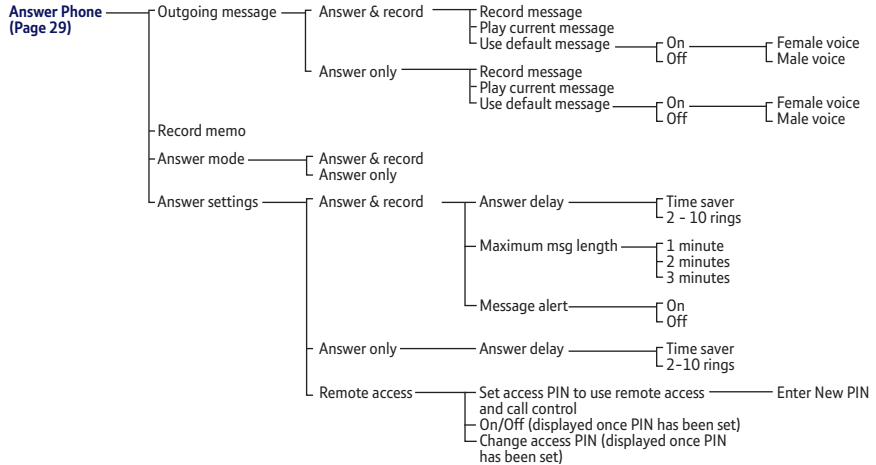 Answer Phone Outgoing message Answer & record Record message
(Page 29) Play current message
Use default message On Female voice
Off Male voice
Answer only Record message
Play current message
Use default message On Female voice
Off Male voice
Record memo
Answer mode Answer & record
Answer only
Answer settings Answer & record Answer delay Time saver
2 - 10 rings
Maximum msg length 1 minute
2 minutes
3 minutes
Message alert On
Off
Answer only Answer delay Time saver
2-10 rings
Remote access Set access PIN to use remote access Enter New PIN
and call control
On/Off (displayed once PIN has been set)
Change access PIN (displayed once PIN
has been set)